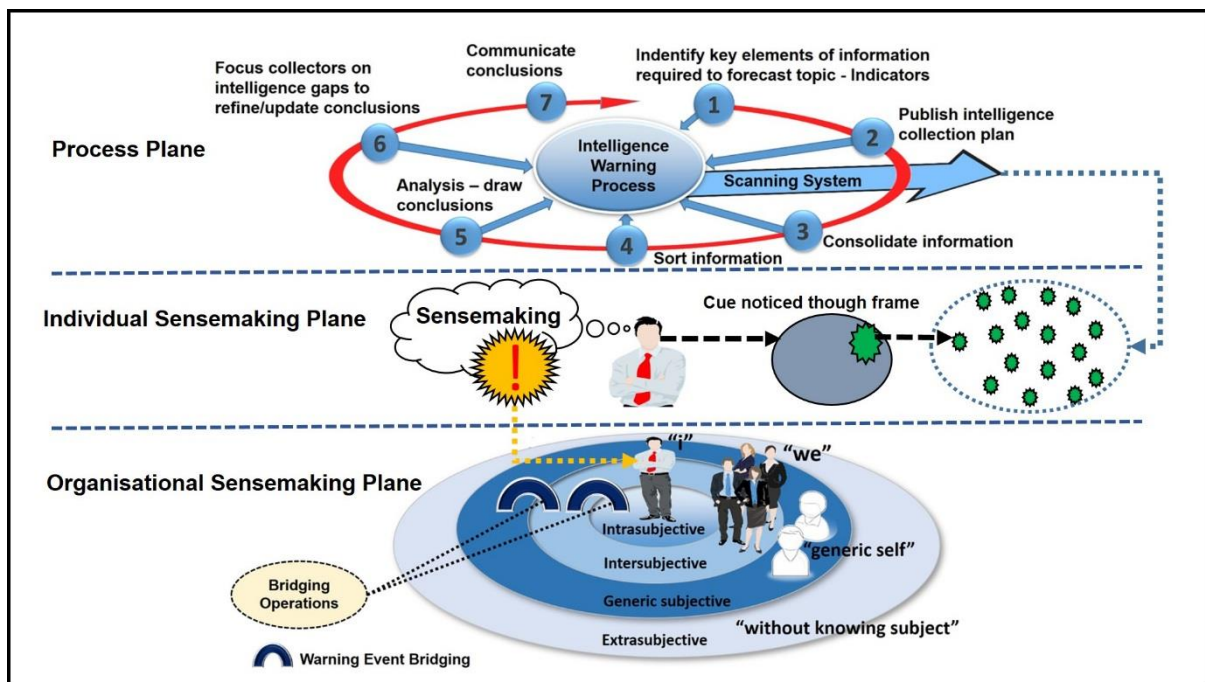 Process Plane
Communicate
conclusions
7
Indentify key elements of information
required to forecast topic - Indicators
1
Focus collectors on
intelligence gaps to
refine/update conclusions
6
Publish intelligence
collection plan
2
Intelligence
Warning
Process
Scanning System
Analysis – draw
conclusions
5
4
Sort information
3
Consolidate information
Individual Sensemaking Plane
Sensemaking
!
Cue noticed though frame
Organisational Sensemaking Plane
“i”
“we”
Intrasubjective
Intersubjective
“generic self”
Generic subjective
“without knowing subject”
Extrasubjective
Bridging
Operations
Warning Event Bridging